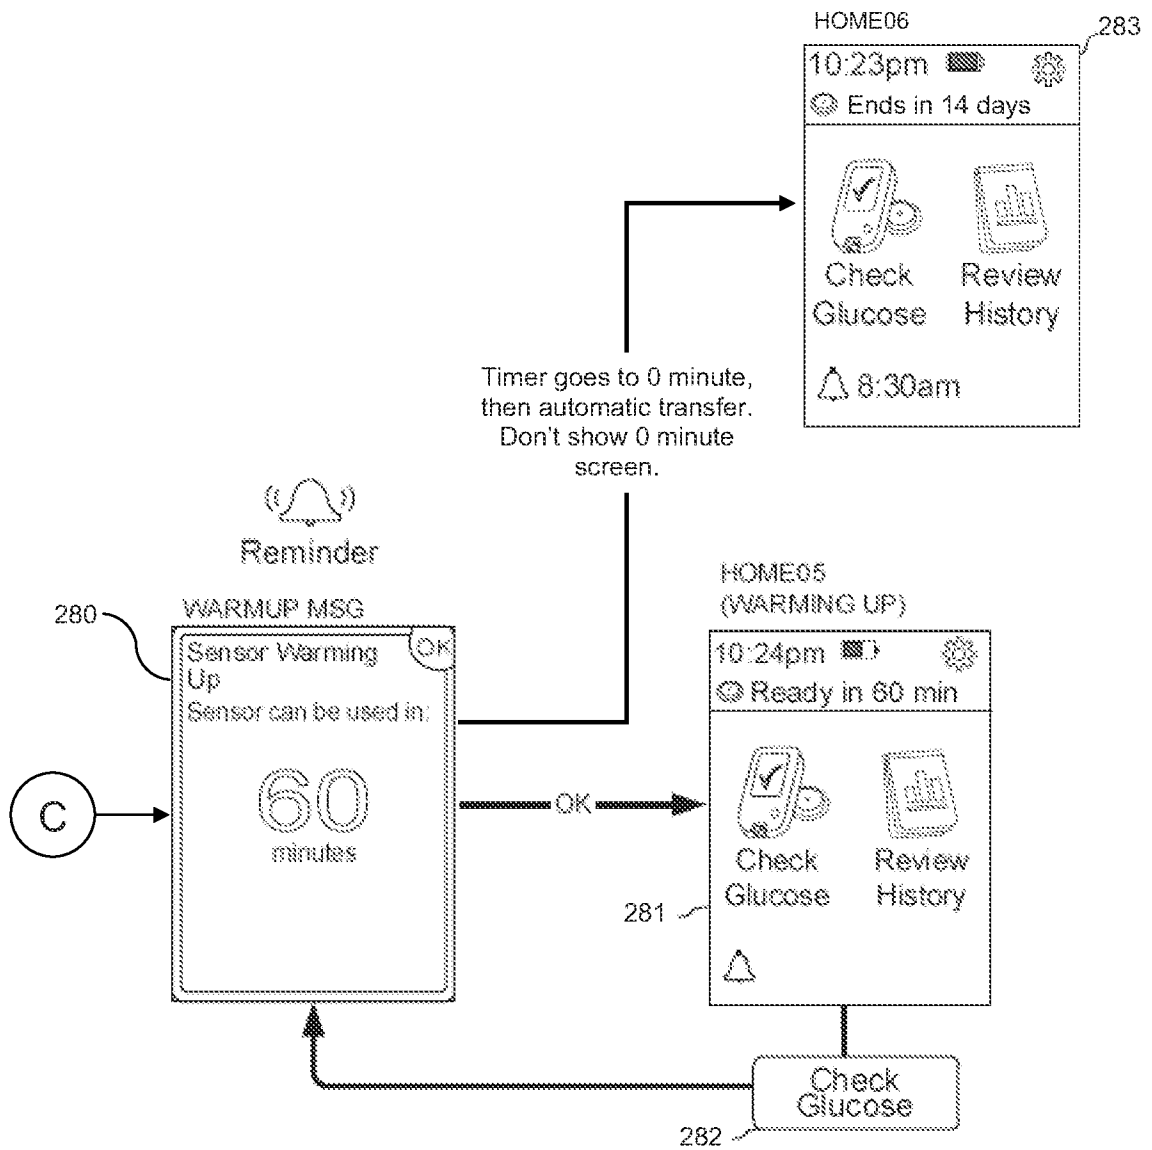 HOME06
283
10:23pm
Ends in 14 days
Check
Glucose
Review
History
8:30am
Timer goes to 0 minute,
then automatic transfer.
Don't show 0 minute
screen.
Reminder
280
WARMUP MSG
OK
Sensor Warming
Up
Sensor can be used in:
60
minutes
C
OK
HOME05
(WARMING UP)
10:24pm
Ready in 60 min
Check
Glucose
Review
History
281
Check
Glucose
282